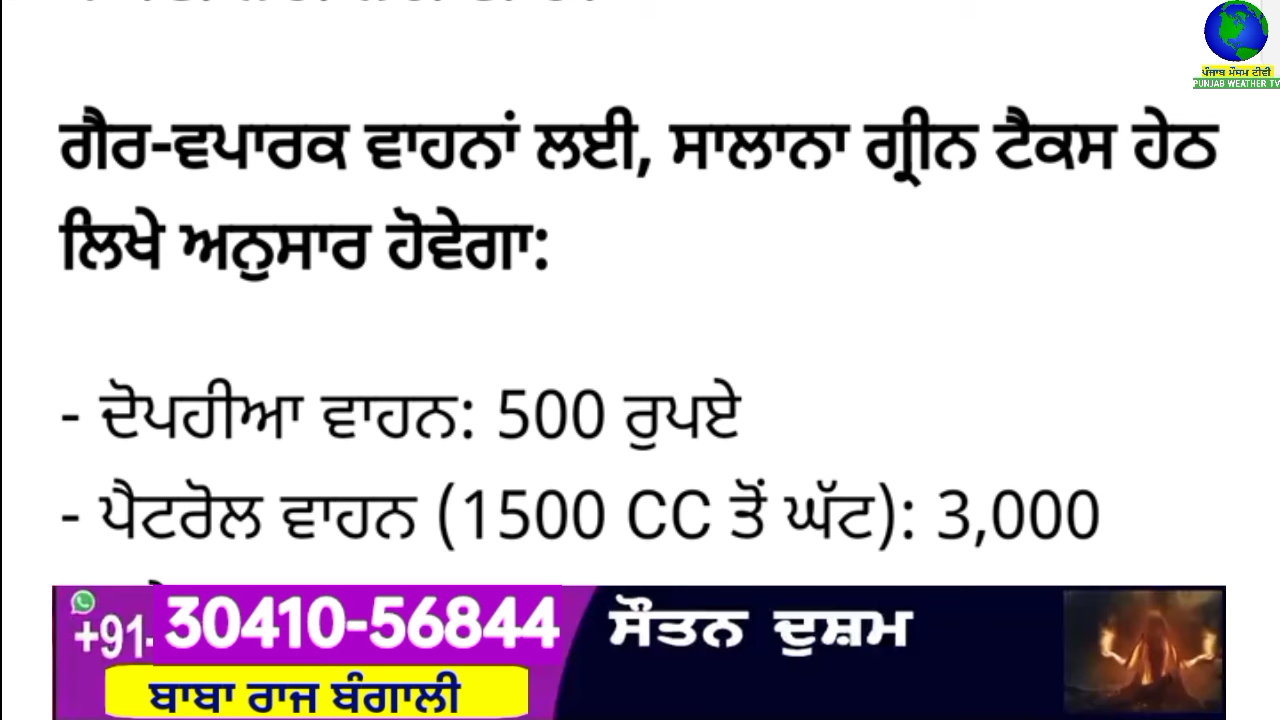 ਪੰਜਾਬ ਮੌਸਮ ਟੀਵੀ
PUNJAB WEATHER TV
ਗੈਰ-ਵਪਾਰਕ ਵਾਹਨਾਂ ਲਈ, ਸਾਲਾਨਾ ਗ੍ਰੀਨ ਟੈਕਸ ਹੇਠ
ਲਿਖੇ ਅਨੁਸਾਰ ਹੋਵੇਗਾ:
- ਦੋਪਹੀਆ ਵਾਹਨ: 500 ਰੁਪਏ
- ਪੈਟਰੋਲ ਵਾਹਨ (1500 CC ਤੋਂ ਘੱਟ): 3,000
+91-30410-56844
ਸੌਤਨ ਦੁਸ਼ਮ
ਬਾਬਾ ਰਾਜ ਬੰਗਾਲੀ